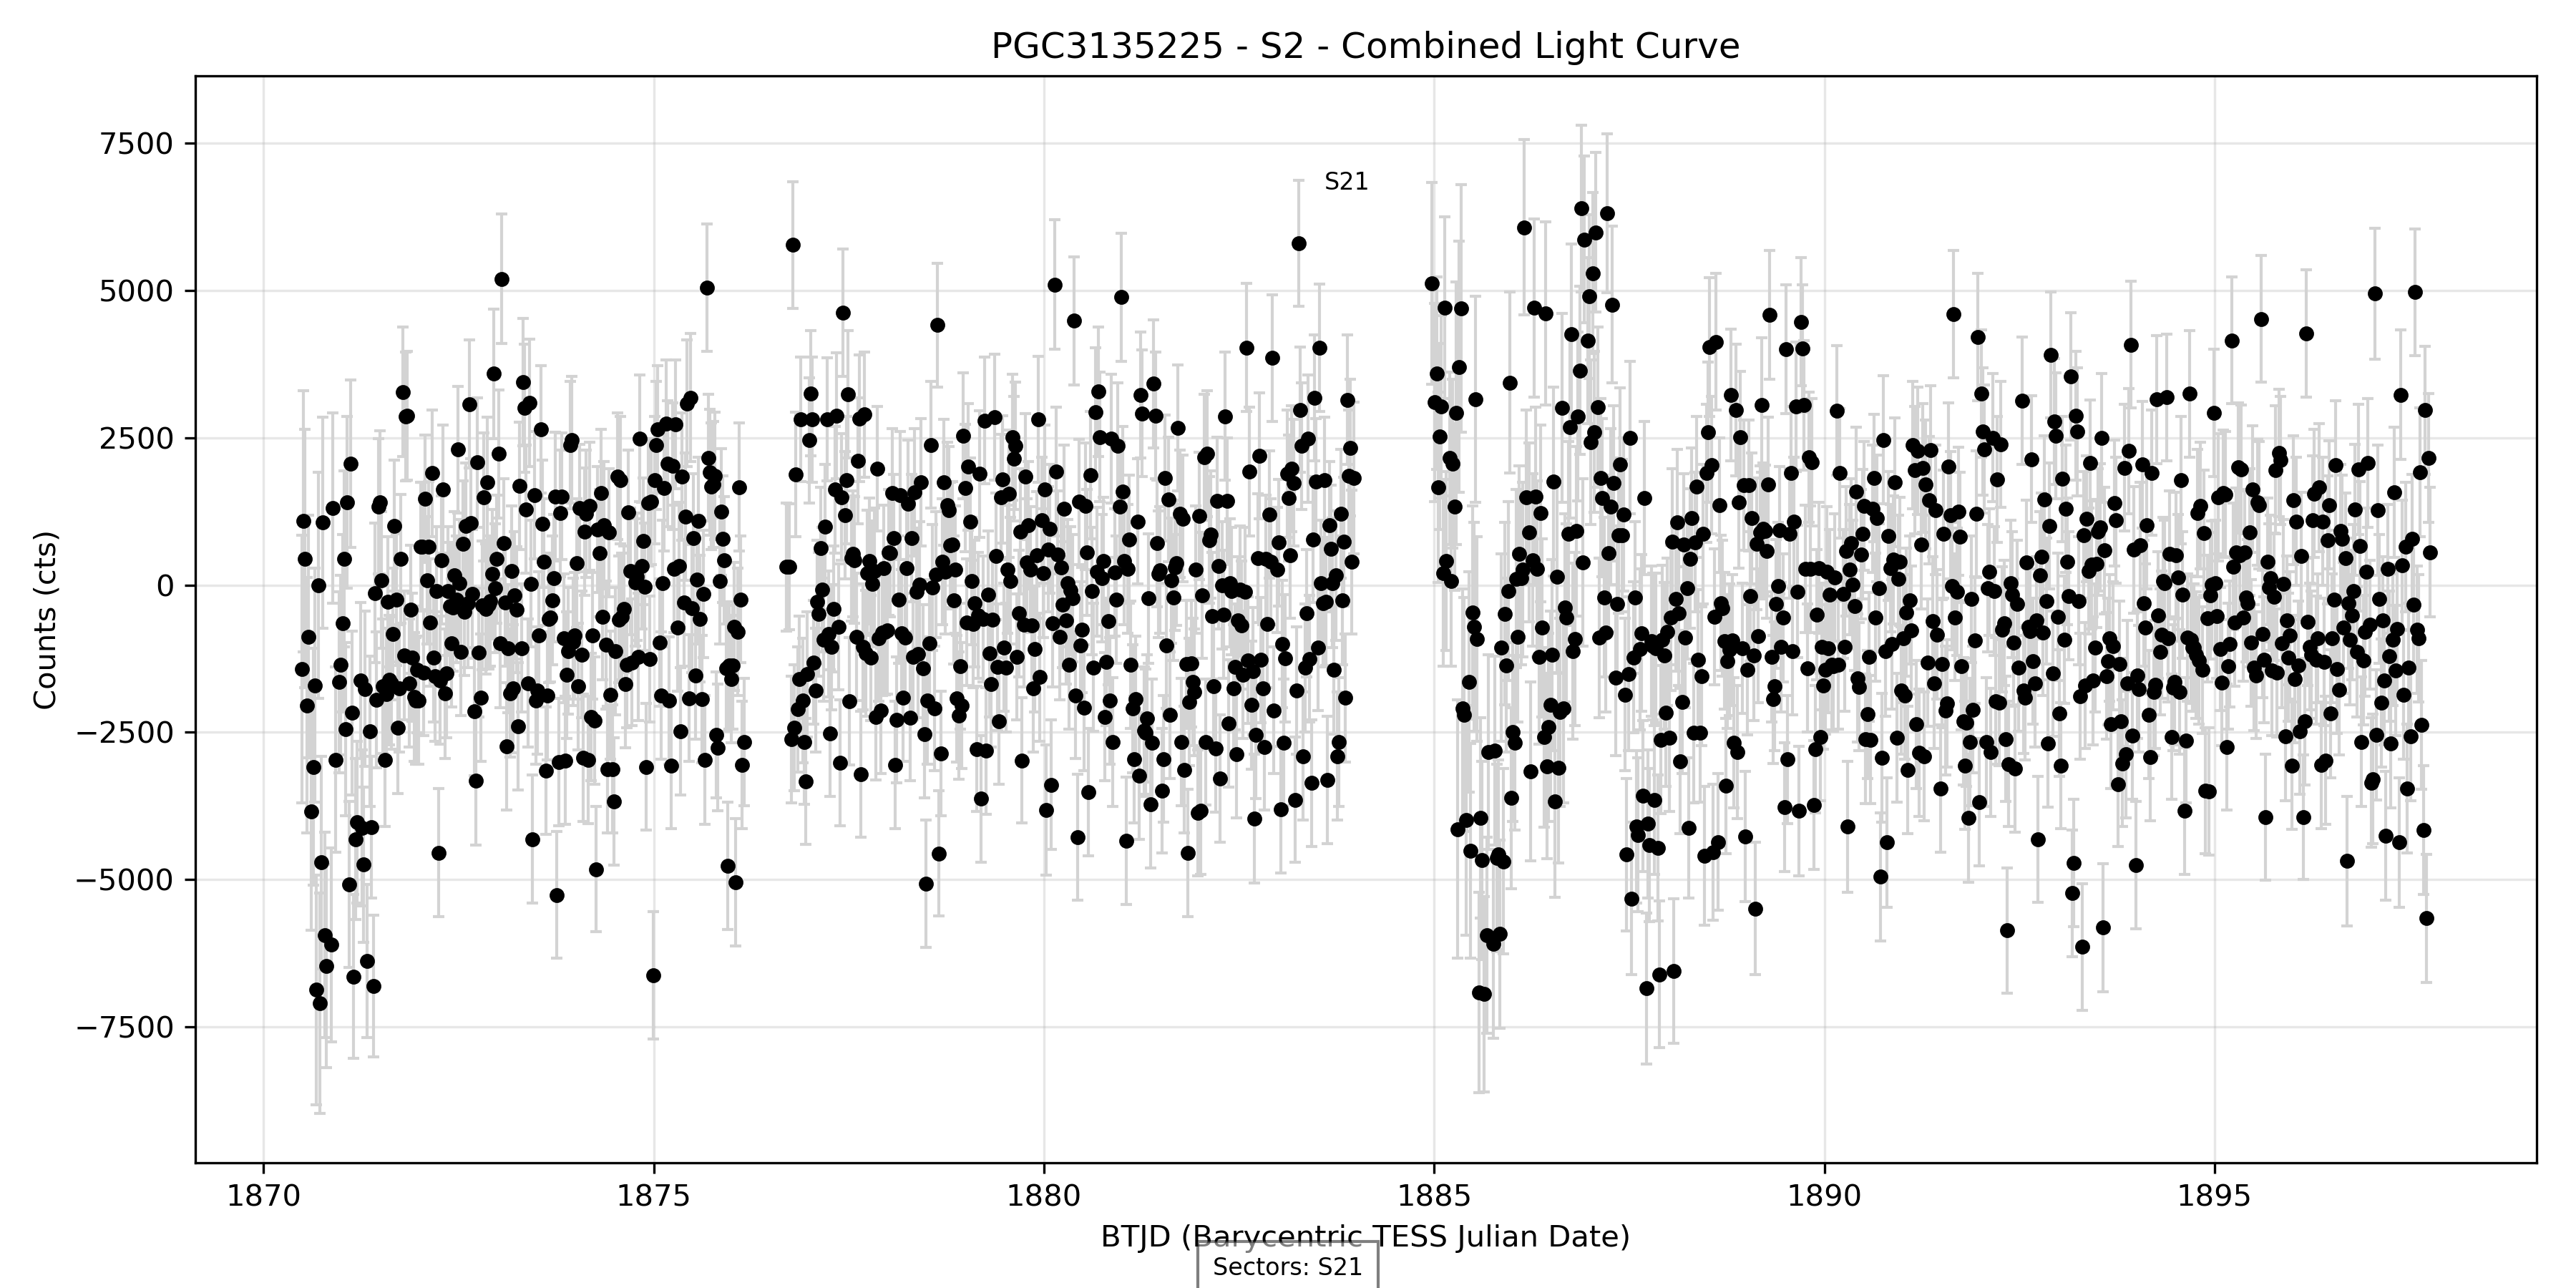 PGC3135225 - S2 - Combined Light Curve
Counts (cts)
7500
5000
2500
0
−2500
−5000
−7500
S21
1870 1875 1880 1885 1890 1895
BTJD (Barycentric TESS Julian Date)
Sectors: S21